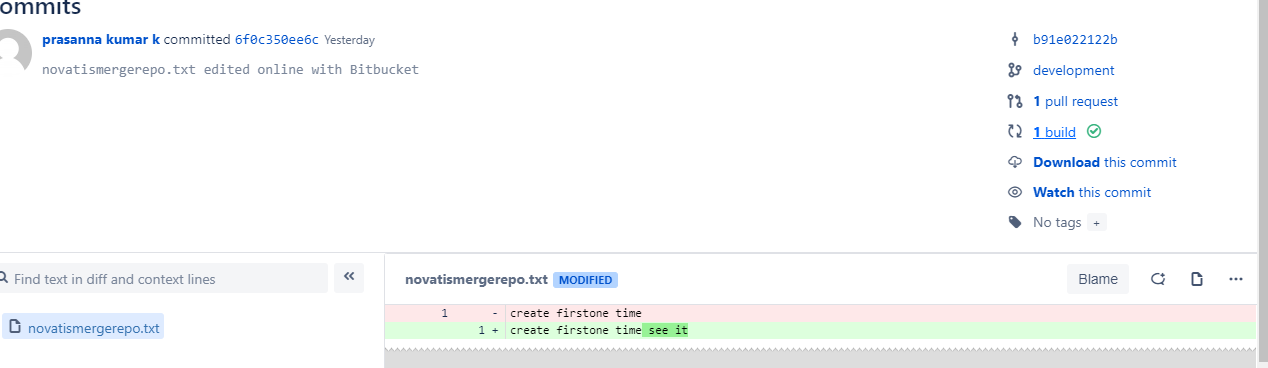 ommits
prasanna kumar k committed 6f0c350ee6c Yesterday
novatismergerepo.txt edited online with Bitbucket
b91e022122b
development
1 pull request
1 build
Download this commit
Watch this commit
No tags +
Find text in diff and context lines
novatismergerepo.txt
novatismergerepo.txt MODIFIED
Blame
1 - create firstone time
1 + create firstone time see it